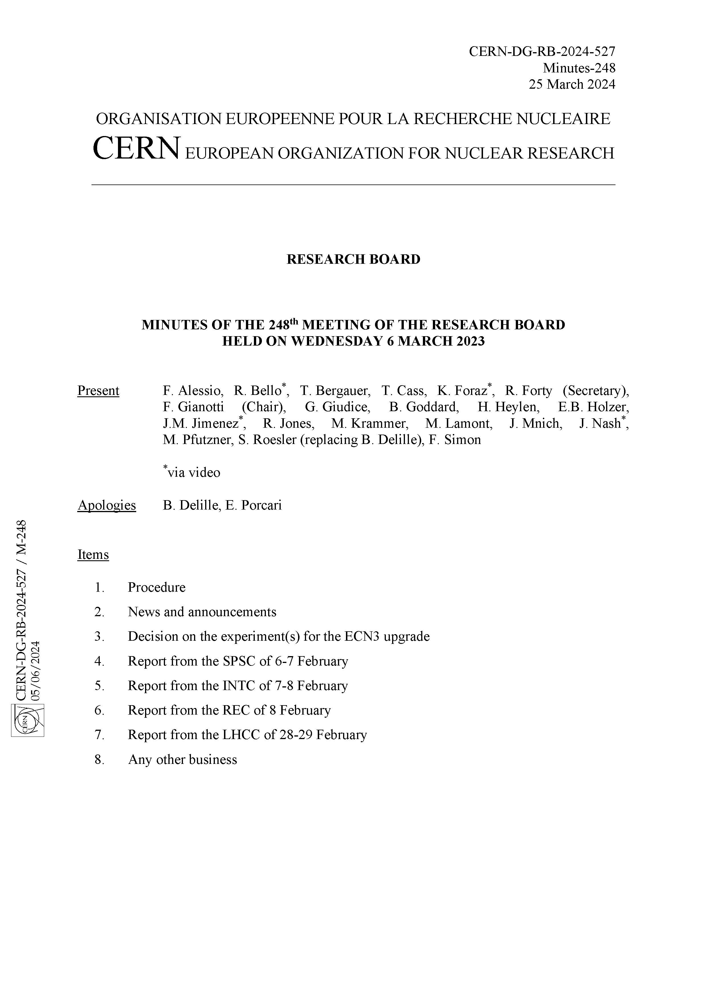 CERN-DG-RB-2024-527
Minutes-248
25 March 2024
ORGANISATION EUROPEENNE POUR LA RECHERCHE NUCLEAIRE
CERN EUROPEAN ORGANIZATION FOR NUCLEAR RESEARCH
RESEARCH BOARD
MINUTES OF THE 248th MEETING OF THE RESEARCH BOARD
HELD ON WEDNESDAY 6 MARCH 2023
Present F. Alessio, R. Bello*, T. Bergauer, T. Cass, K. Foraz*, R. Forty (Secretary),
F. Gianotti (Chair), G. Giudice, B. Goddard, H. Heylen, E.B. Holzer,
J.M. Jimenez*, R. Jones, M. Krammer, M. Lamont, J. Mnich, J. Nash*,
M. Pfutzner, S. Roesler (replacing B. Delille), F. Simon
*via video
Apologies B. Delille, E. Porcari
Items
1. Procedure
2. News and announcements
3. Decision on the experiment(s) for the ECN3 upgrade
4. Report from the SPSC of 6-7 February
5. Report from the INTC of 7-8 February
6. Report from the REC of 8 February
7. Report from the LHCC of 28-29 February
8. Any other business
CERN-DG-RB-2024-527 / M-248
05/06/2024
CERN